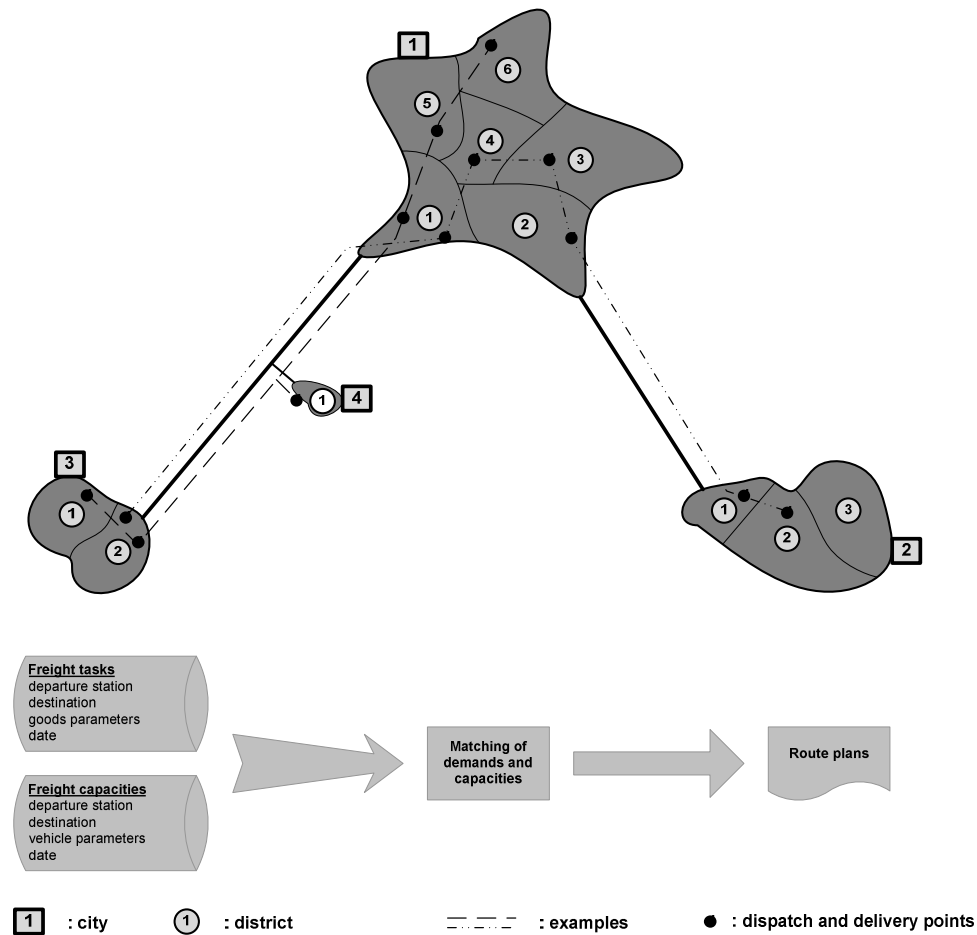 1
6
5
4
3
1
2
1
4
3
1
2
1
2
3
2
Freight tasks
departure station
destination
goods parameters
date
Matching of
demands and
capacities
Route plans
Freight capacities
departure station
destination
vehicle parameters
date
1 : city
1 : district
: examples
: dispatch and delivery points